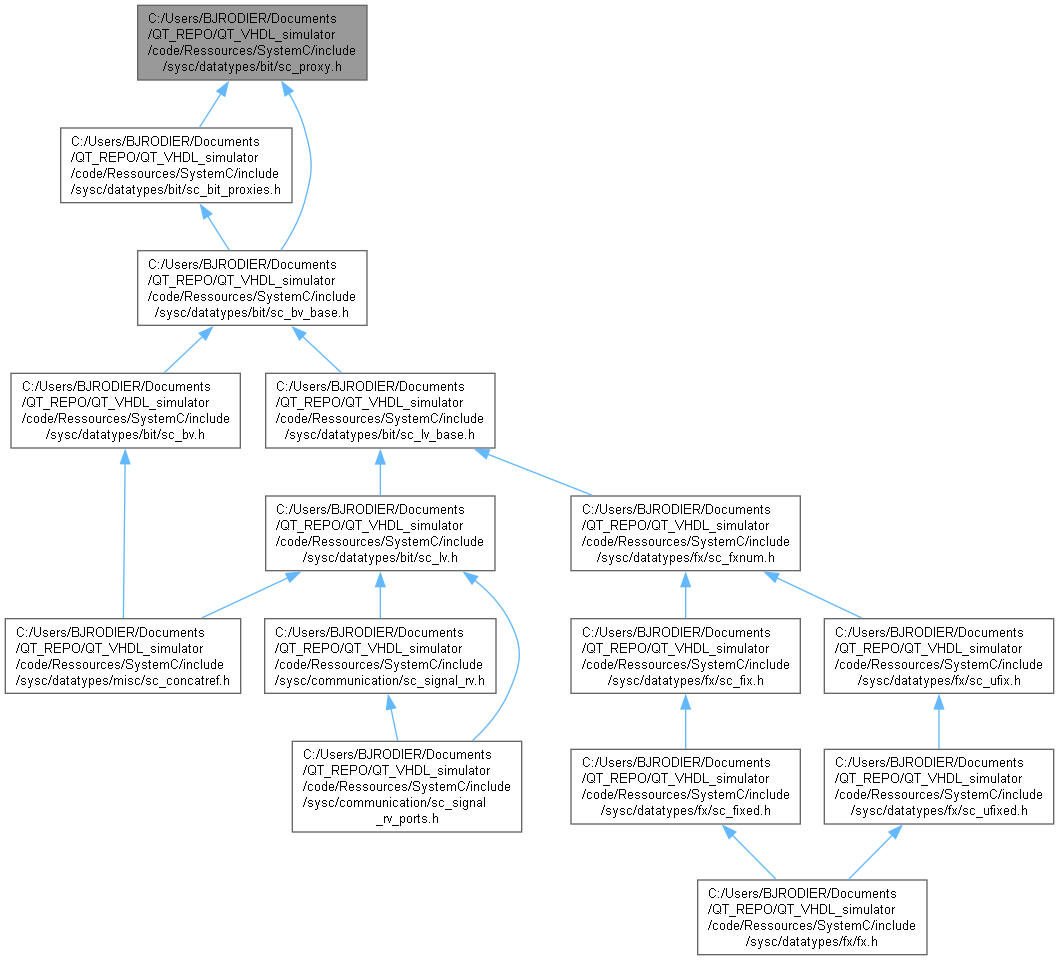 C:/Users/BJRODIER/Documents
/QT_REPO/QT_VHDL_simulator
/code/Ressources/SystemC/include
/sysc/datatypes/bit/sc_proxy.h
C:/Users/BJRODIER/Documents
/QT_REPO/QT_VHDL_simulator
/code/Ressources/SystemC/include
/sysc/datatypes/bit/sc_bit_proxies.h
C:/Users/BJRODIER/Documents
/QT_REPO/QT_VHDL_simulator
/code/Ressources/SystemC/include
/sysc/datatypes/bit/sc_bv_base.h
C:/Users/BJRODIER/Documents
/QT_REPO/QT_VHDL_simulator
/code/Ressources/SystemC/include
/sysc/datatypes/bit/sc_bv.h
C:/Users/BJRODIER/Documents
/QT_REPO/QT_VHDL_simulator
/code/Ressources/SystemC/include
/sysc/datatypes/bit/sc_lv_base.h
C:/Users/BJRODIER/Documents
/QT_REPO/QT_VHDL_simulator
/code/Ressources/SystemC/include
/sysc/datatypes/bit/sc_lv.h
C:/Users/BJRODIER/Documents
/QT_REPO/QT_VHDL_simulator
/code/Ressources/SystemC/include
/sysc/datatypes/fx/sc_fxnum.h
C:/Users/BJRODIER/Documents
/QT_REPO/QT_VHDL_simulator
/code/Ressources/SystemC/include
/sysc/datatypes/misc/sc_concatref.h
C:/Users/BJRODIER/Documents
/QT_REPO/QT_VHDL_simulator
/code/Ressources/SystemC/include
/sysc/communication/sc_signal_rv.h
C:/Users/BJRODIER/Documents
/QT_REPO/QT_VHDL_simulator
/code/Ressources/SystemC/include
/sysc/datatypes/fx/sc_fix.h
C:/Users/BJRODIER/Documents
/QT_REPO/QT_VHDL_simulator
/code/Ressources/SystemC/include
/sysc/datatypes/fx/sc_ufix.h
C:/Users/BJRODIER/Documents
/QT_REPO/QT_VHDL_simulator
/code/Ressources/SystemC/include
/sysc/communication/sc_signal
_rv_ports.h
C:/Users/BJRODIER/Documents
/QT_REPO/QT_VHDL_simulator
/code/Ressources/SystemC/include
/sysc/datatypes/fx/sc_fixed.h
C:/Users/BJRODIER/Documents
/QT_REPO/QT_VHDL_simulator
/code/Ressources/SystemC/include
/sysc/datatypes/fx/sc_ufixed.h
C:/Users/BJRODIER/Documents
/QT_REPO/QT_VHDL_simulator
/code/Ressources/SystemC/include
/sysc/datatypes/fx/fx.h